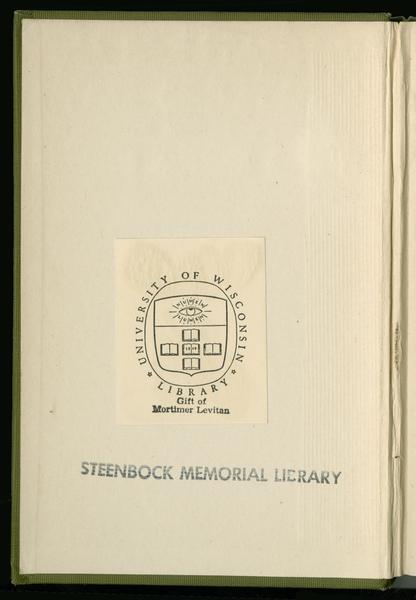 UNIVERSITY OF WISCONSIN
* LIBRARY *
Gift of
Mortimer Levitan
STEENBOCK MEMORIAL LIBRARY